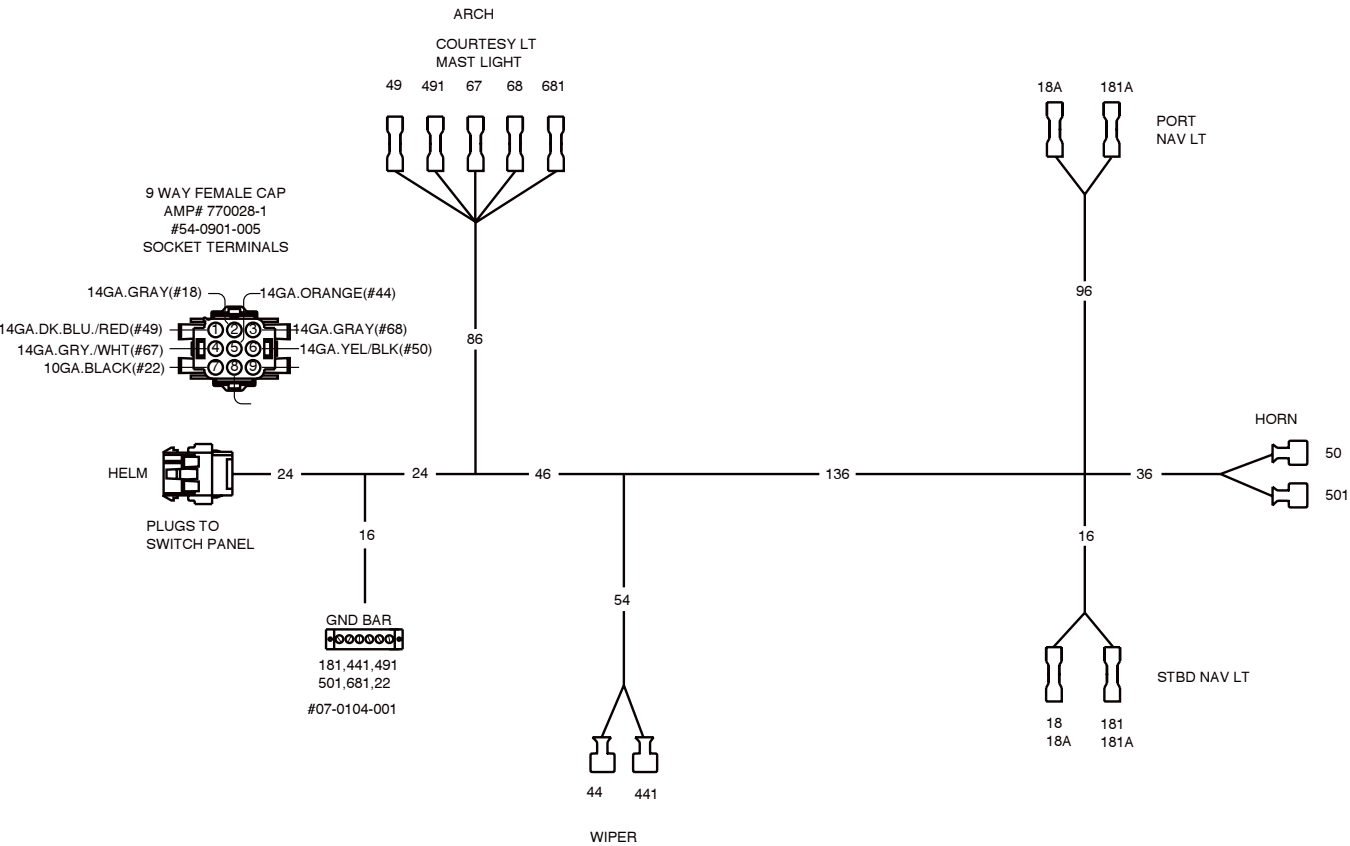 ARCH
COURTESY LT
MAST LIGHT
49 491 67 68 681
18A 181A
PORT
NAV LT
9 WAY FEMALE CAP
AMP# 770028-1
#54-0901-005
SOCKET TERMINALS
14GA.GRAY(#18)
14GA.ORANGE(#44)
14GA.DK.BLU./RED(#49)
14GA.GRAY(#68)
14GA.GRY./WHT(#67)
14GA.YEL/BLK(#50)
10GA.BLACK(#22)
1 2 3
4 5 6
7 8 9
96
86
HORN
50
501
HELM
24 24 46 136 36
PLUGS TO
SWITCH PANEL
16
16
54
GND BAR
181,441,491
501,681,22
#07-0104-001
STBD NAV LT
18 181
18A 181A
44 441
WIPER